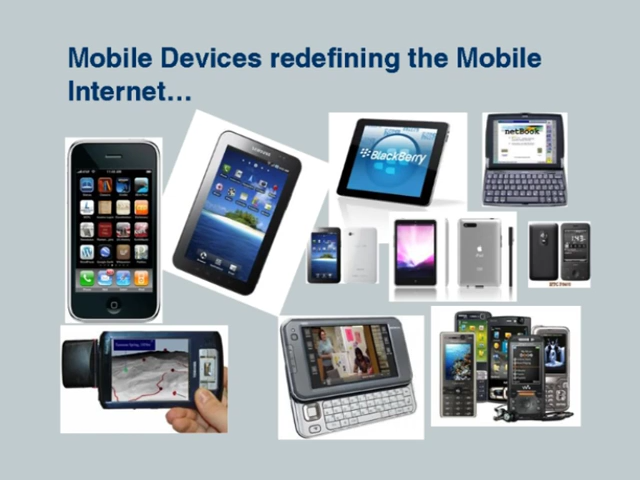 Mobile Devices redefining the Mobile
Internet…
SAMSUNG
BlackBerry
netBook